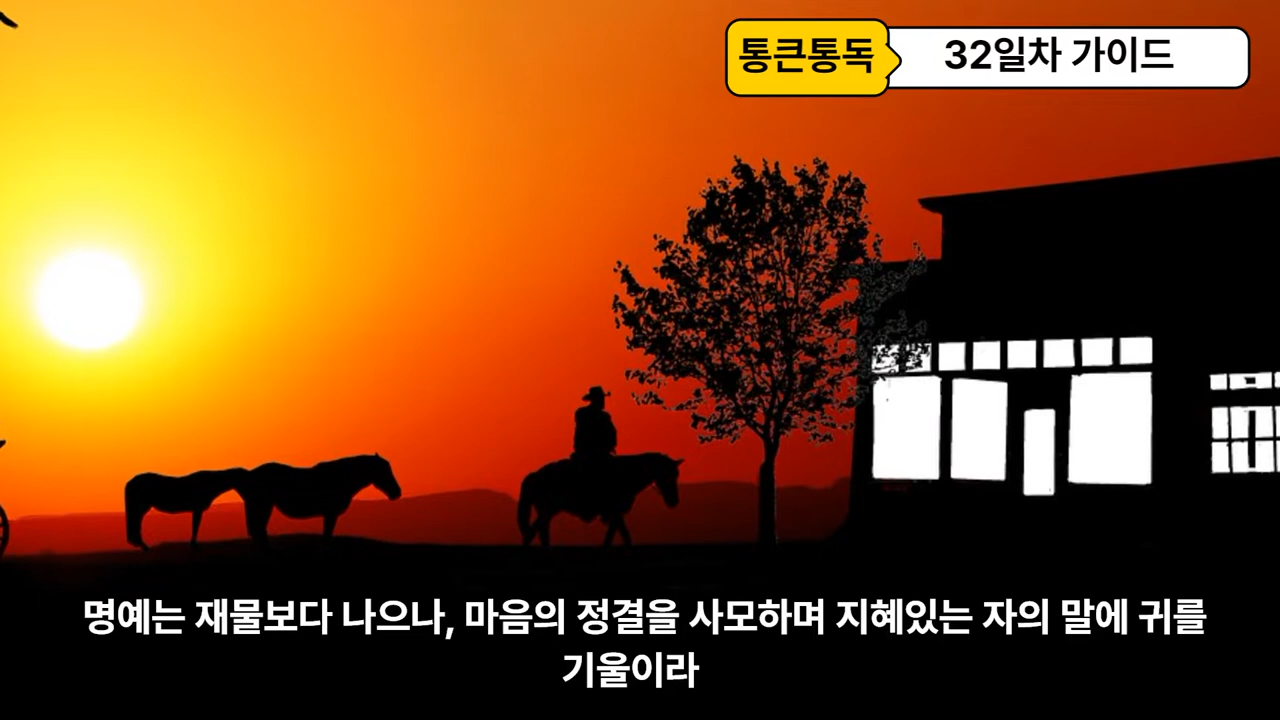 통큰통독
32일차 가이드
명예는 재물보다 나으나, 마음의 정결을 사모하며 지혜있는 자의 말에 귀를
기울이라